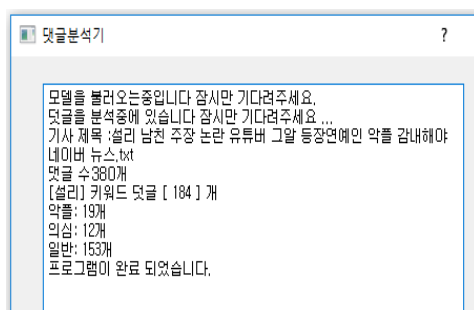 댓글분석기 ?
모델을 불러오는중입니다 잠시만 기다려주세요.
덧글을 분석중에 있습니다 잠시만 기다려주세요 ...
기사 제목 :설리 남친 주장 논란 유튜버 그알 등장연예인 악플 감내해야
네이버 뉴스.txt
댓글 수380개
[설리] 키워드 덧글 [ 184 ] 개
악플: 19개
의심: 12개
일반: 153개
프로그램이 완료 되었습니다.